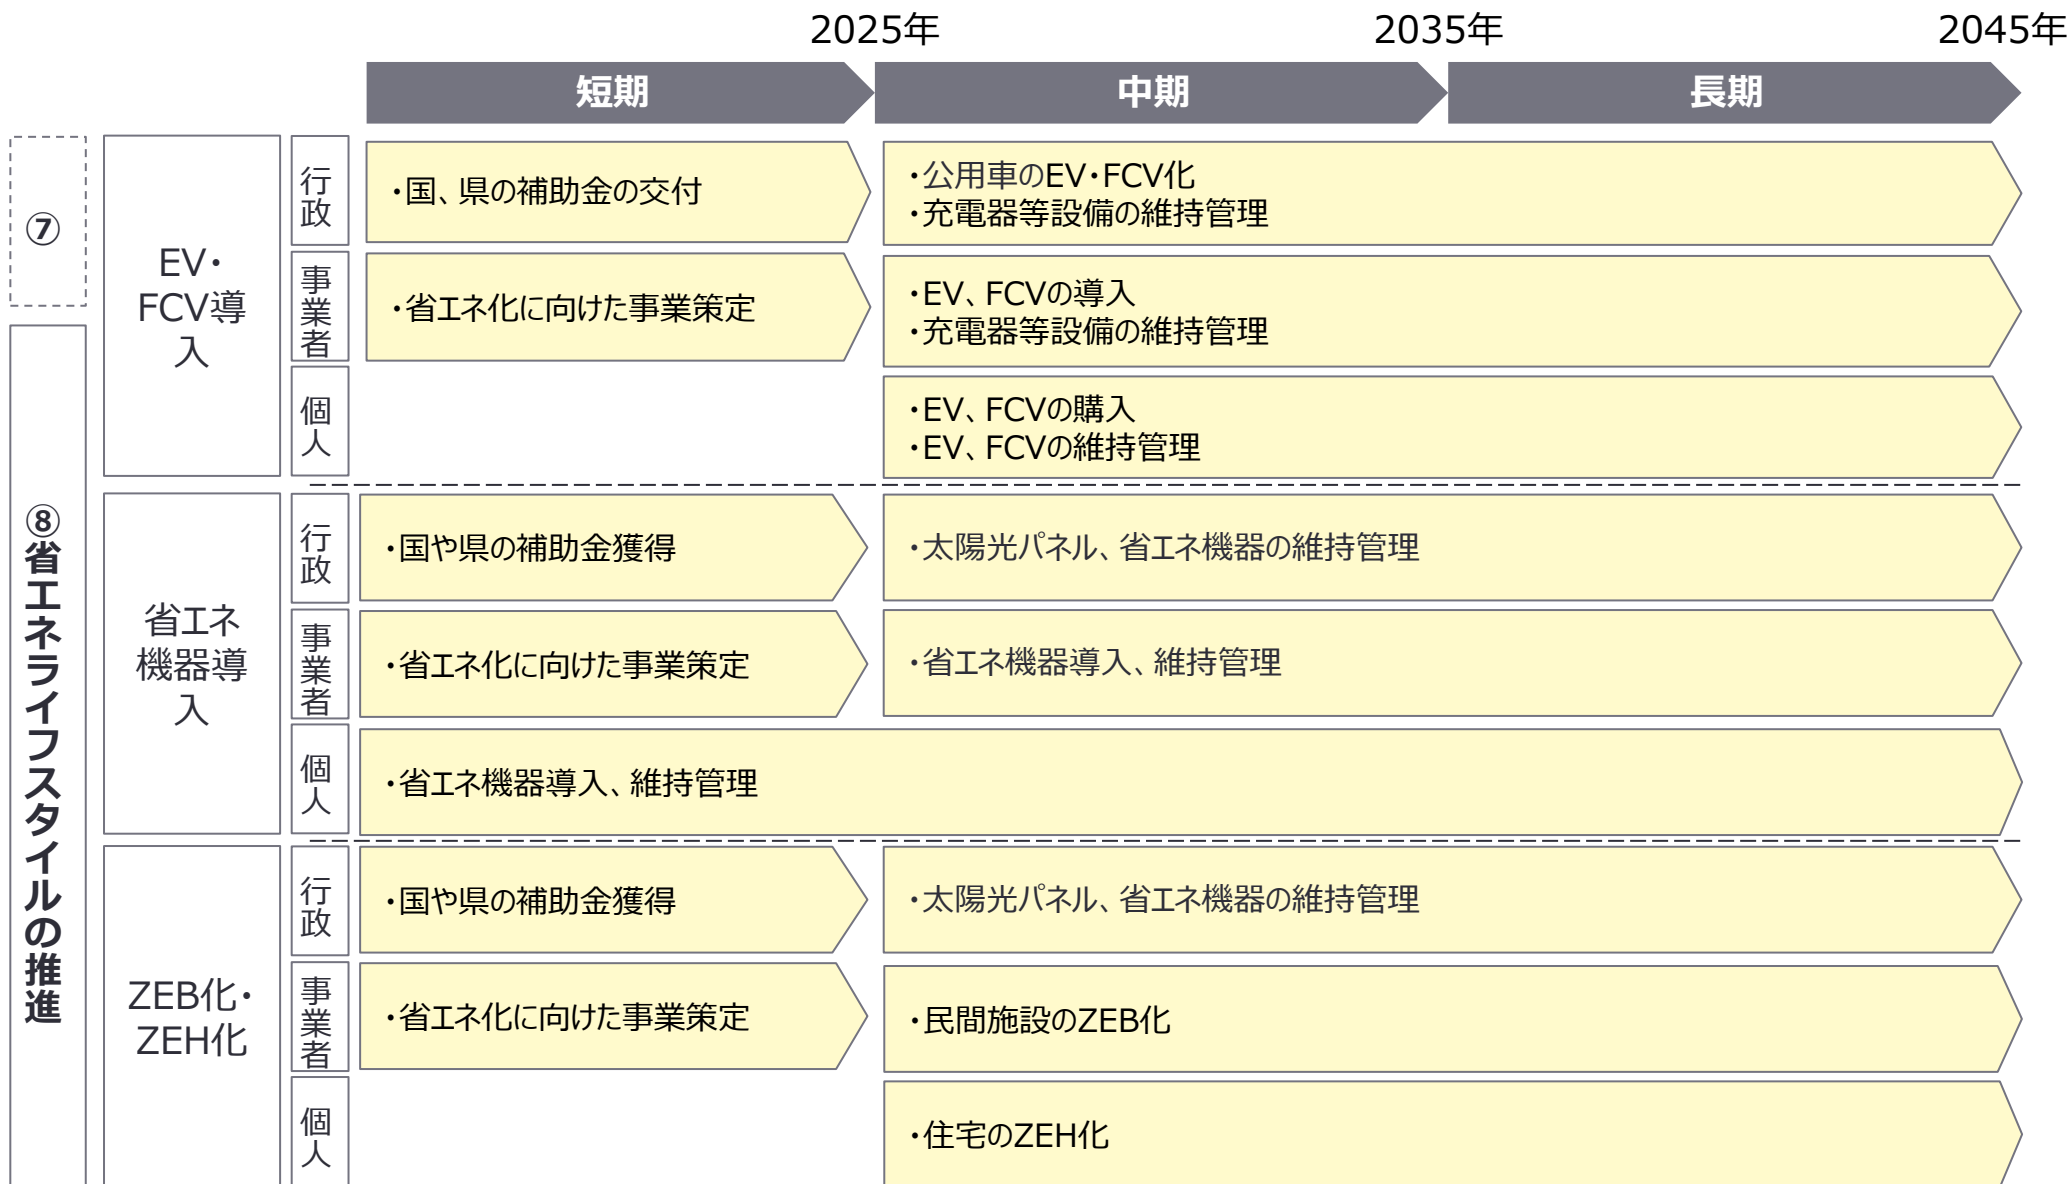 2025年
2035年
2045年
短期
中期
長期
⑦
⑧省エネライフスタイルの推進
EV・
FCV導
入
行政
・国、県の補助金の交付
・公用車のEV・FCV化
・充電器等設備の維持管理
事業者
・省エネ化に向けた事業策定
・EV、FCVの導入
・充電器等設備の維持管理
個人
・EV、FCVの購入
・EV、FCVの維持管理
省エネ
機器導
入
行政
・国や県の補助金獲得
・太陽光パネル、省エネ機器の維持管理
事業者
・省エネ化に向けた事業策定
・省エネ機器導入、維持管理
個人
・省エネ機器導入、維持管理
ZEB化・
ZEH化
行政
・国や県の補助金獲得
・太陽光パネル、省エネ機器の維持管理
事業者
・省エネ化に向けた事業策定
・民間施設のZEB化
個人
・住宅のZEH化